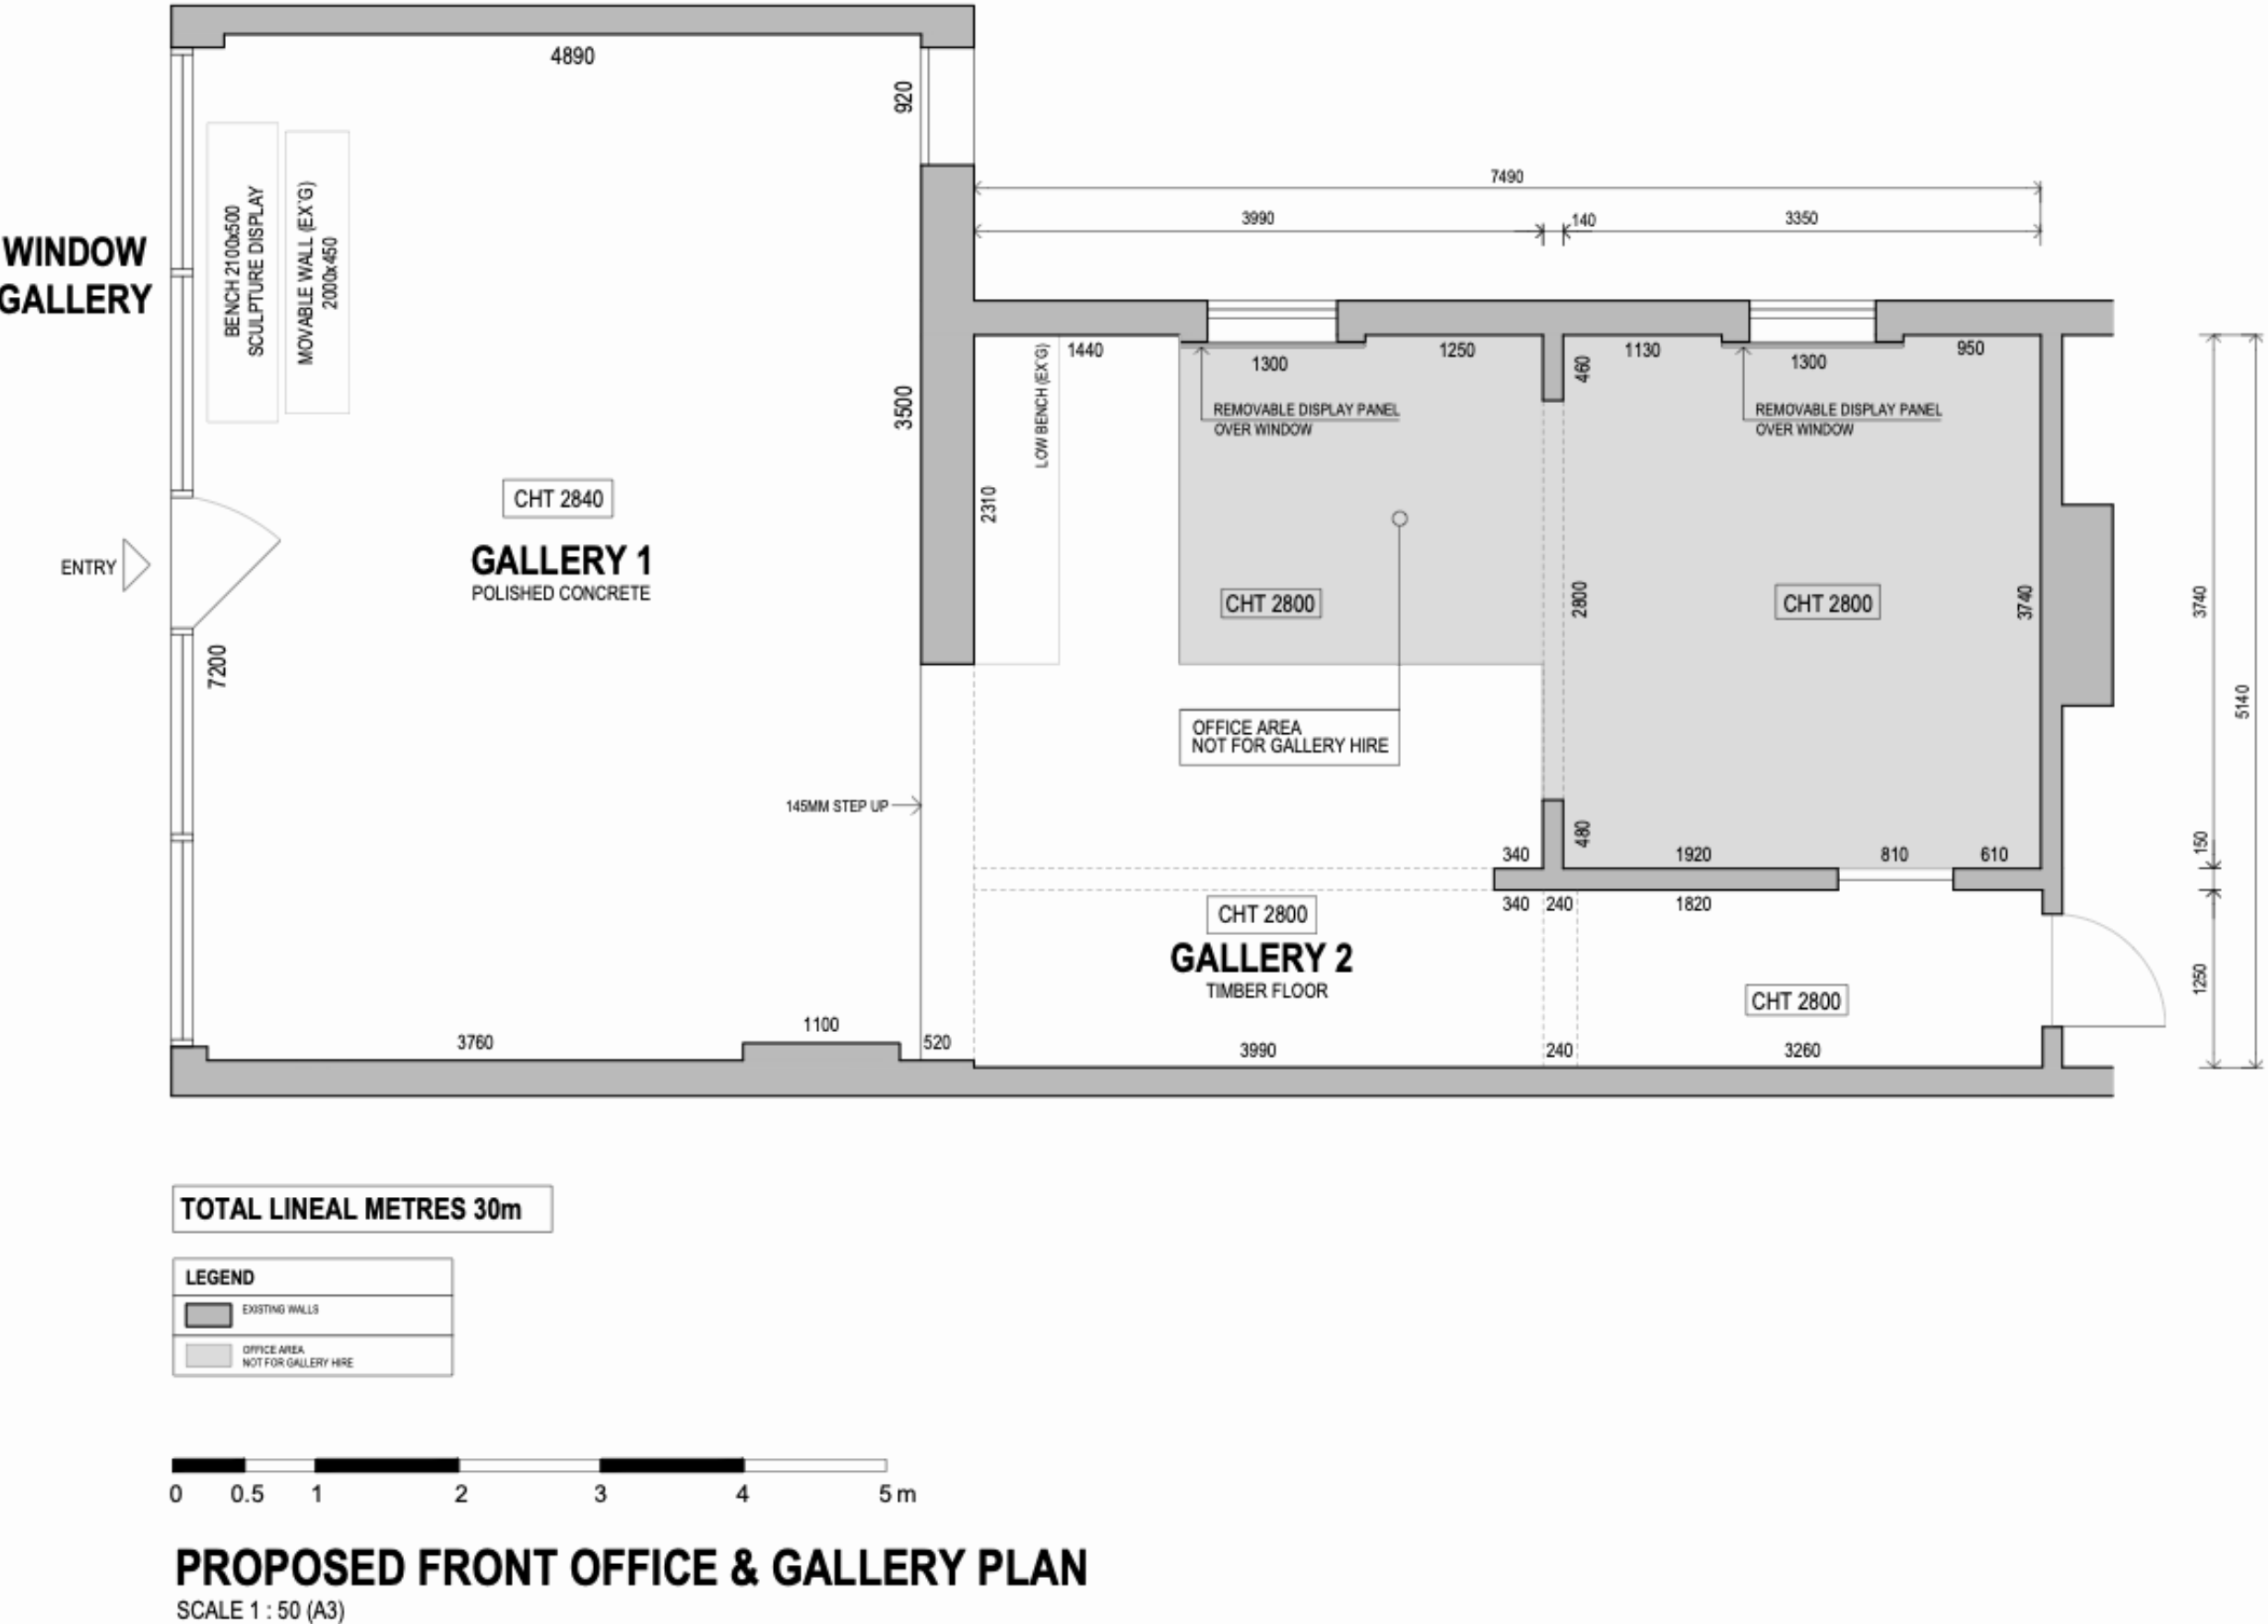 4890
920
7490
3990
140
3350
WINDOW
GALLERY
BENCH 2100x500
SCULPTURE DISPLAY
MOVABLE WALL (EX'G)
2000x450
3500
1440
LOW BENCH (EX'G)
1300
1250
460
1130
1300
950
REMOVABLE DISPLAY PANEL
OVER WINDOW
REMOVABLE DISPLAY PANEL
OVER WINDOW
CHT 2840
2310
ENTRY
GALLERY 1
POLISHED CONCRETE
CHT 2800
2800
CHT 2800
3740
3740
7200
5140
OFFICE AREA
NOT FOR GALLERY HIRE
145MM STEP UP
480
340
1920
810
610
150
340
240
1820
CHT 2800
GALLERY 2
TIMBER FLOOR
CHT 2800
1250
3760
1100
520
3990
240
3260
TOTAL LINEAL METRES 30m
LEGEND
EXISTING WALLS
OFFICE AREA
NOT FOR GALLERY HIRE
0 0.5 1 2 3 4 5 m
PROPOSED FRONT OFFICE & GALLERY PLAN
SCALE 1 : 50 (A3)